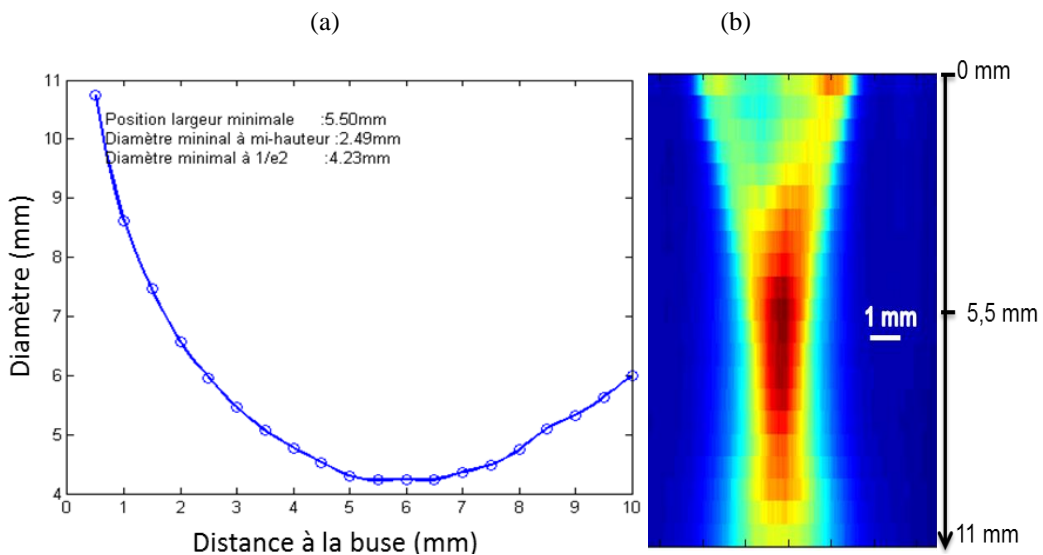 (a)
(b)
Diamètre (mm)
11
10
9
8
7
6
5
4
Position largeur minimale :5.50mm
Diamètre mininal à mi-hauteur :2.49mm
Diamètre minimal à 1/e2 :4.23mm
0 1 2 3 4 5 6 7 8 9 10
Distance à la buse (mm)
0 mm
1 mm
5,5 mm
11 mm